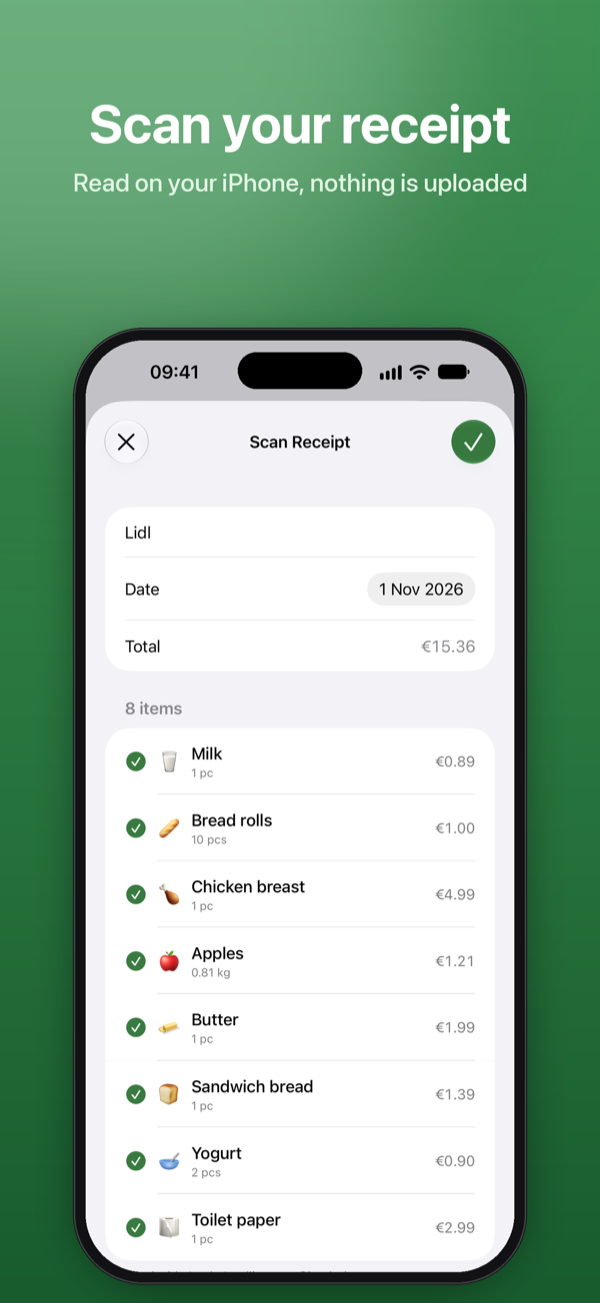 Scan your receipt
Read on your iPhone, nothing is uploaded
09:41
Scan Receipt
Lidl
Date 1 Nov 2026
Total €15.36
8 items
Milk €0.89
1 pc
Bread rolls €1.00
10 pcs
Chicken breast €4.99
1 pc
Apples €1.21
0.81 kg
Butter €1.99
1 pc
Sandwich bread €1.39
1 pc
Yogurt €0.90
2 pcs
Toilet paper €2.99
1 pc